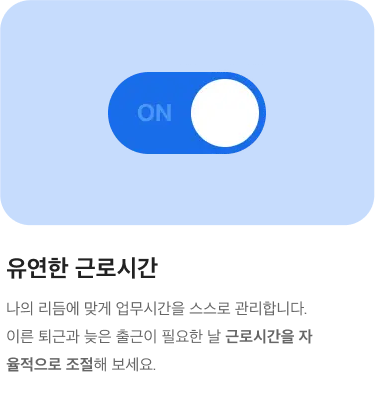 ON
유연한 근로시간
나의 리듬에 맞게 업무시간을 스스로 관리합니다.
이른 퇴근과 늦은 출근이 필요한 날 근로시간을 자
율적으로 조절해 보세요.